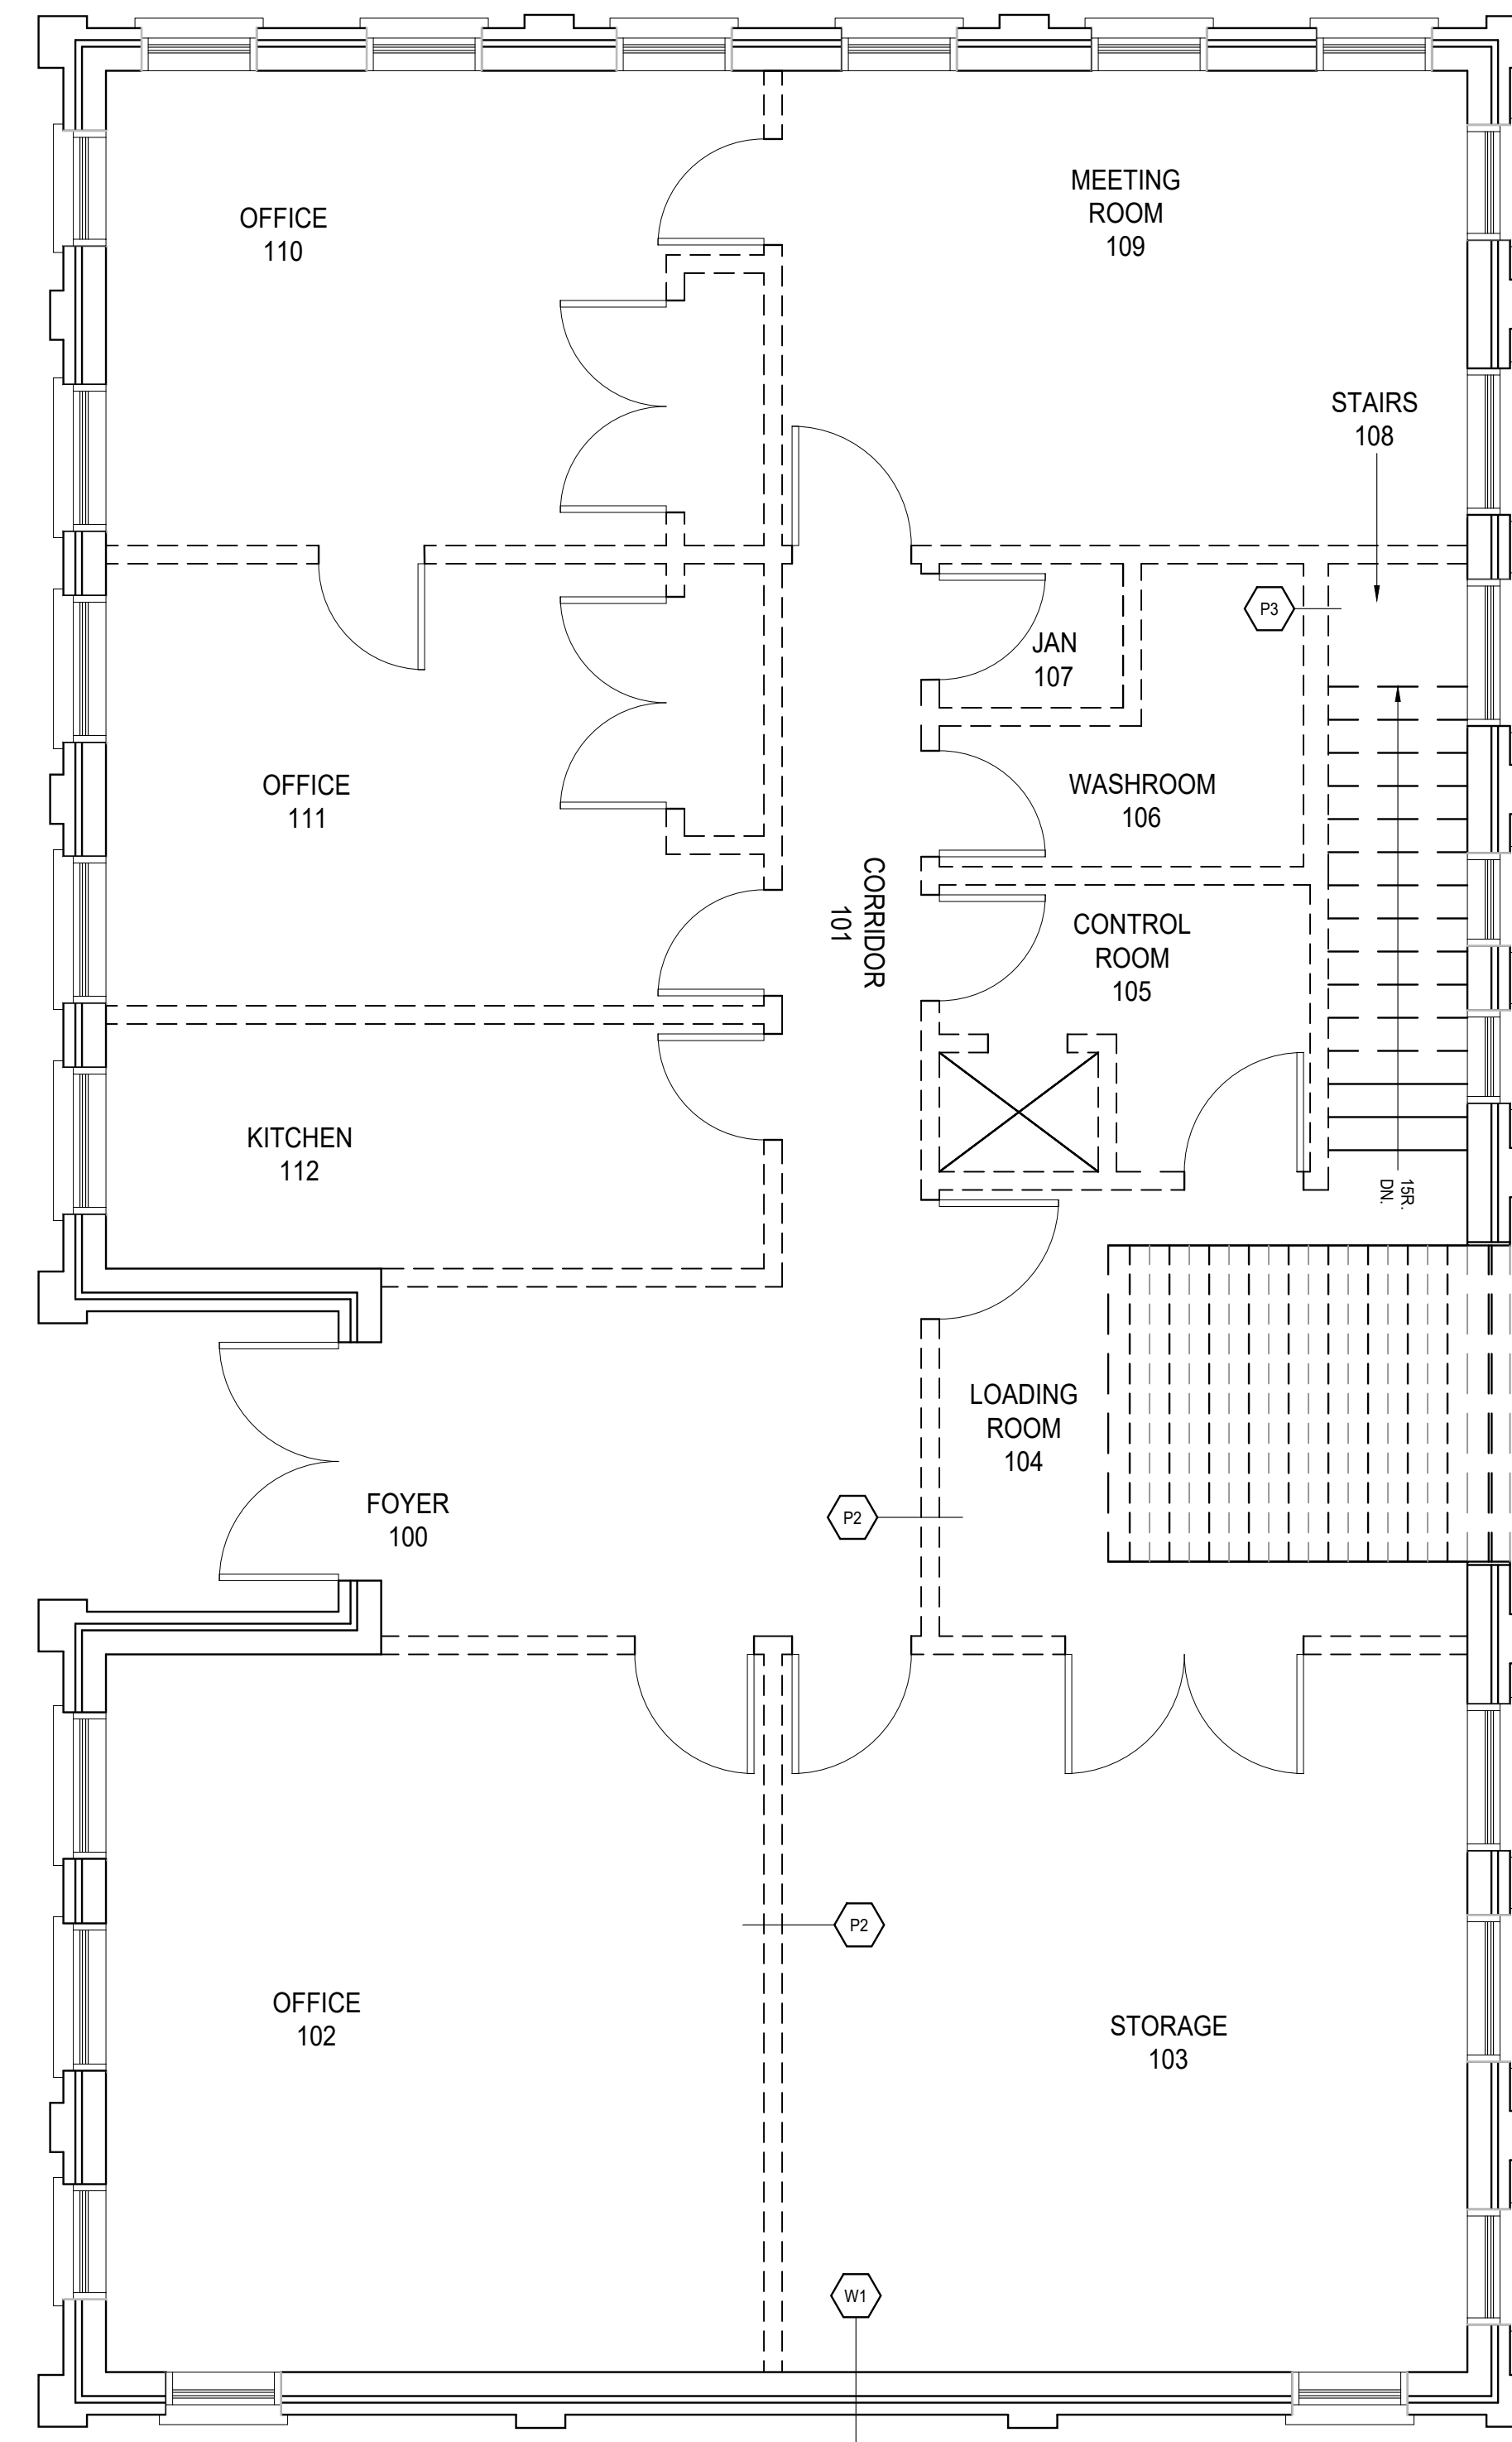 MEETING
ROOM
109
OFFICE
110
STAIRS
108
P3
JAN
107
OFFICE
111
WASHROOM
106
CORRIDOR
101
CONTROL
ROOM
105
KITCHEN
112
15R.
DN.
LOADING
ROOM
104
FOYER
100
P2
P2
OFFICE
102
STORAGE
103
W1